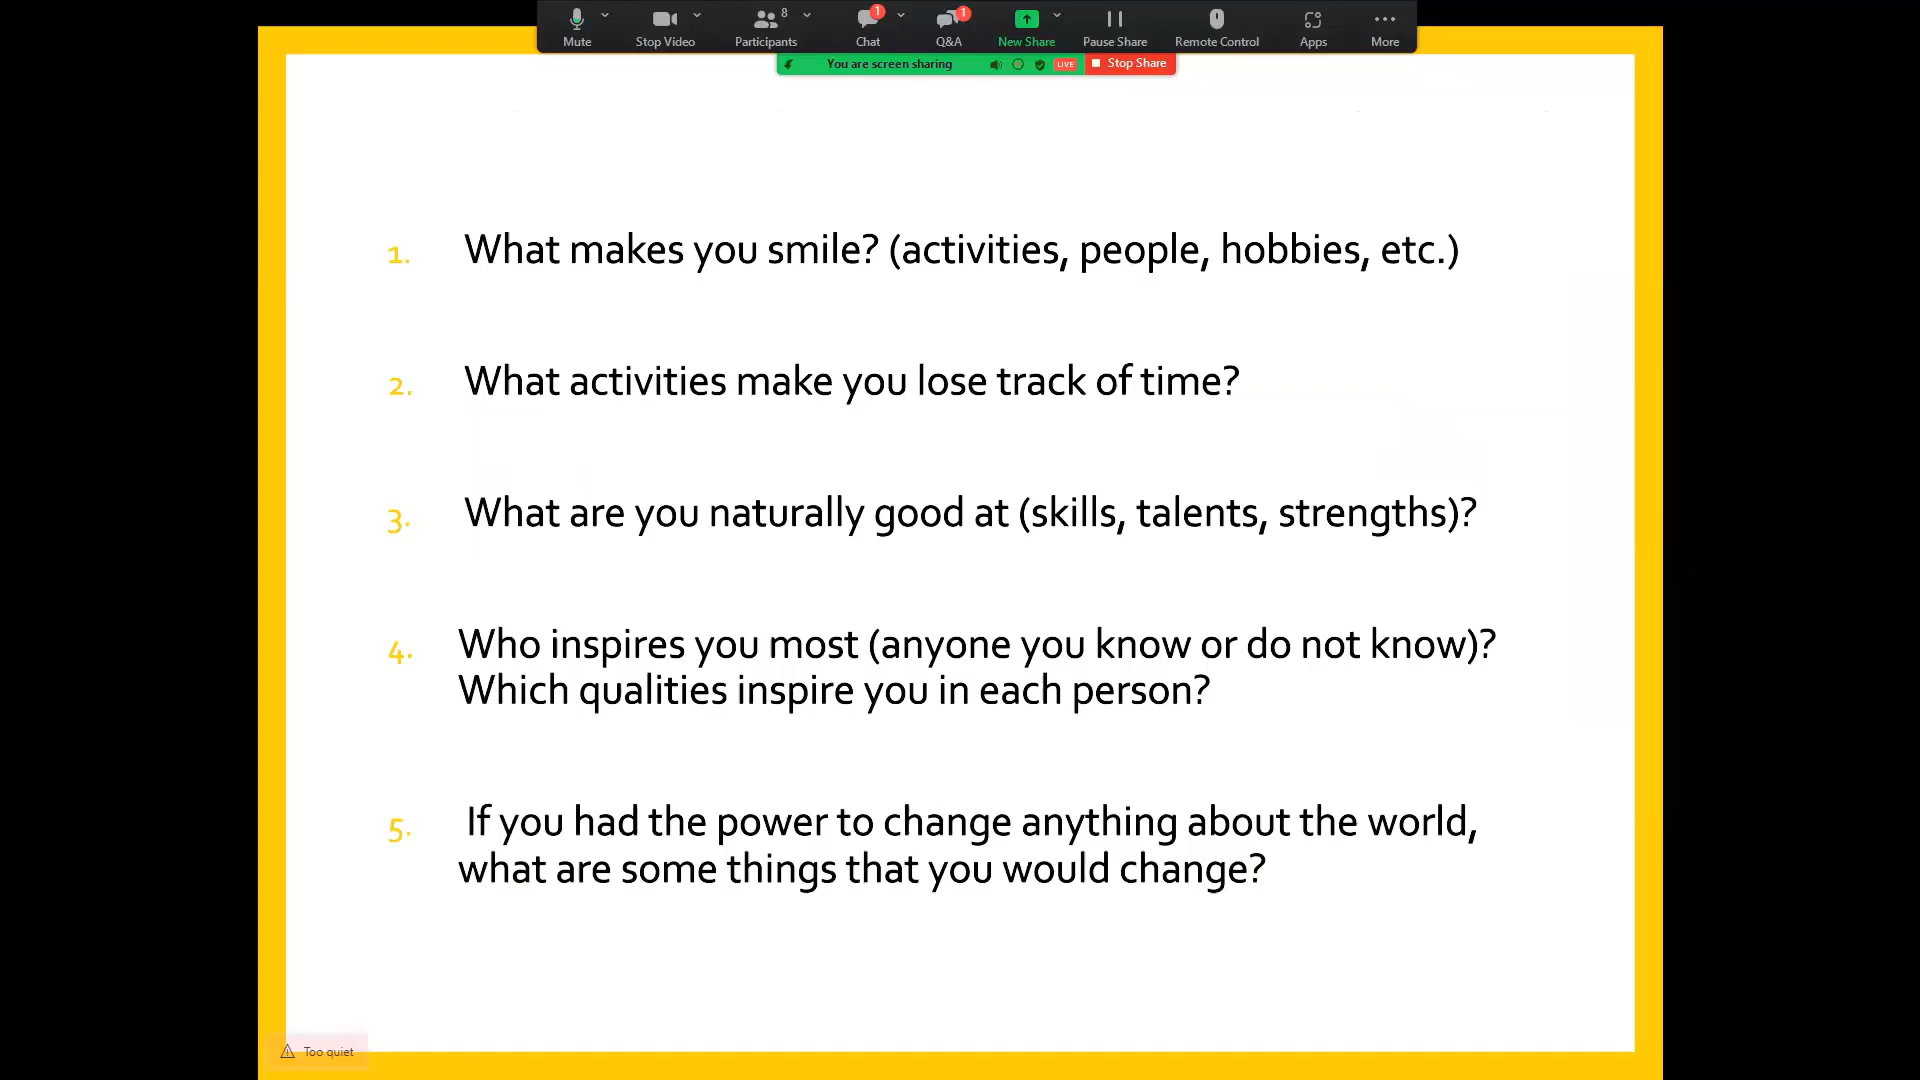 8 1 1
Mute Stop Video Participants Chat Q&A New Share Pause Share Remote Control Apps More
You are screen sharing LIVE Stop Share
1. What makes you smile? (activities, people, hobbies, etc.)
2. What activities make you lose track of time?
3. What are you naturally good at (skills, talents, strengths)?
4. Who inspires you most (anyone you know or do not know)?
Which qualities inspire you in each person?
5. If you had the power to change anything about the world,
what are some things that you would change?
Too quiet